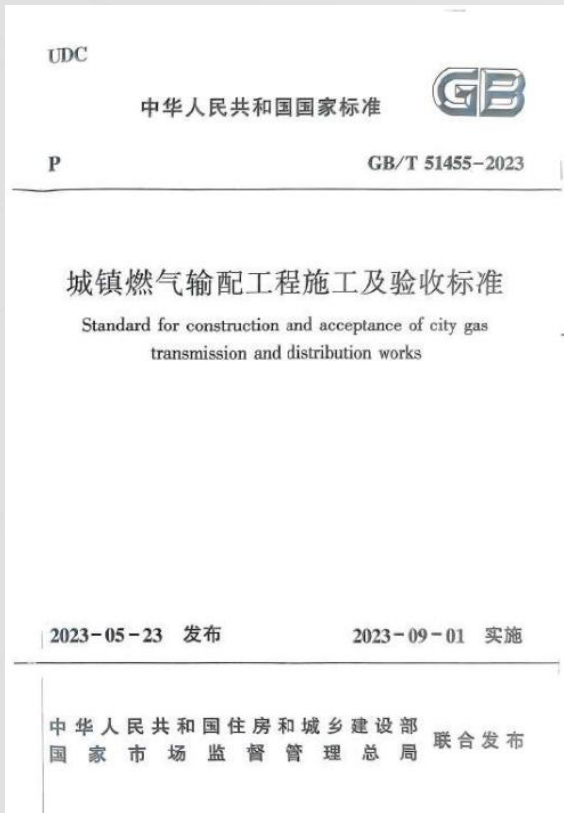 UDC
GB
中华人民共和国国家标准
P
GB/T 51455-2023
城镇燃气输配工程施工及验收标准
Standard for construction and acceptance of city gas
transmission and distribution works
2023-05-23 发布
2023-09-01 实施
中华人民共和国住房和城乡建设部
国家市场监督管理总局
联合发布